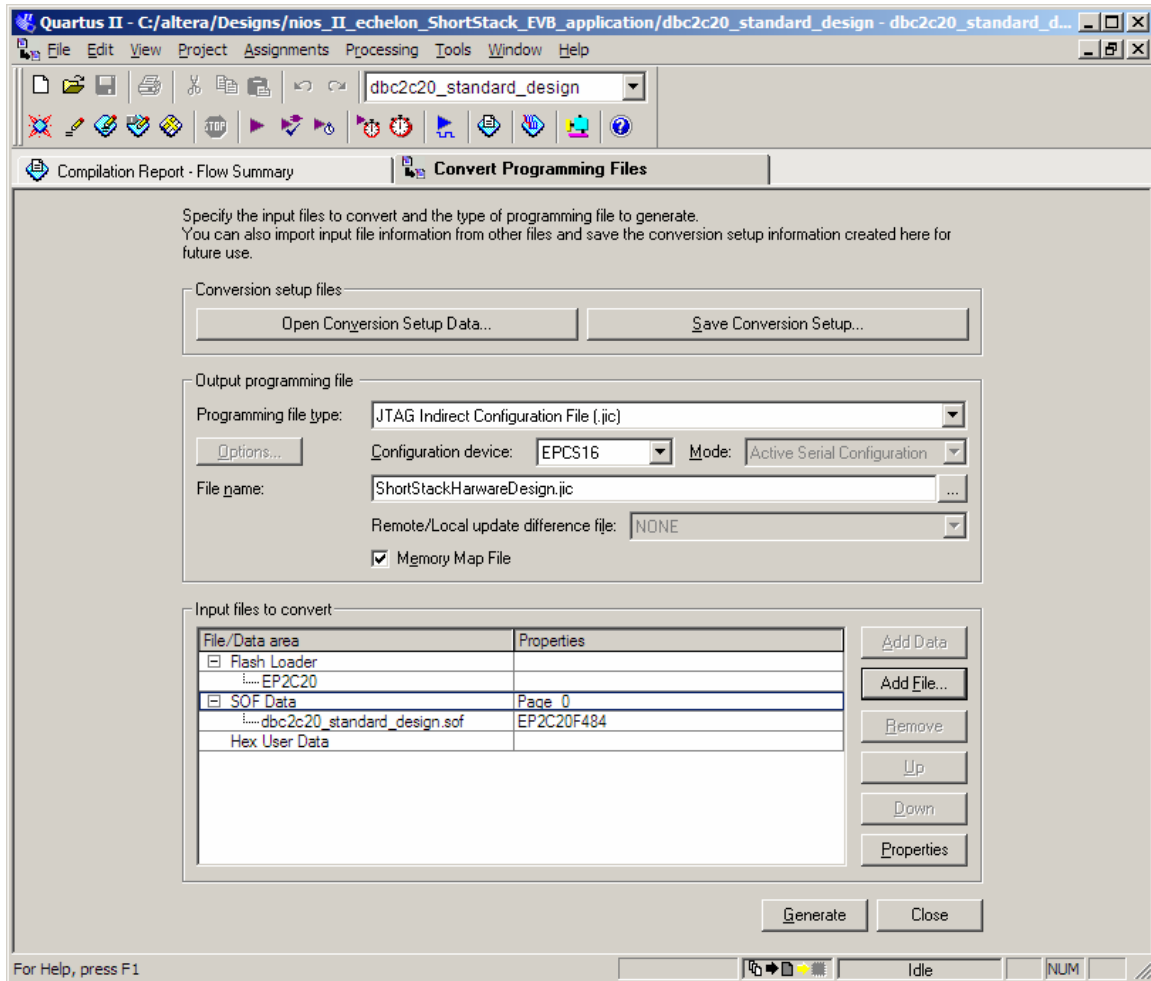 Quartus II - C:/altera/Designs/nios_II_echelon_ShortStack_EVB_application/dbc2c20_standard_design - dbc2c20_standard_d...
File Edit View Project Assignments Processing Tools Window Help
dbc2c20_standard_design
STOP
Compilation Report - Flow Summary Convert Programming Files
Specify the input files to convert and the type of programming file to generate.
You can also import input file information from other files and save the conversion setup information created here for
future use.
Conversion setup files
Open Conversion Setup Data... Save Conversion Setup...
Output programming file
Programming file type: JTAG Indirect Configuration File (.jic)
Options... Configuration device: EPCS16 Mode: Active Serial Configuration
File name: ShortStackHarwareDesign.jic ...
Remote/Local update difference file: NONE
Memory Map File
Input files to convert
File/Data area Properties Add Data
Flash Loader
EP2C20 Add File...
SOF Data Page_0
dbc2c20_standard_design.sof EP2C20F484 Remove
Hex User Data
Up
Down
Properties
Generate Close
For Help, press F1 Idle NUM